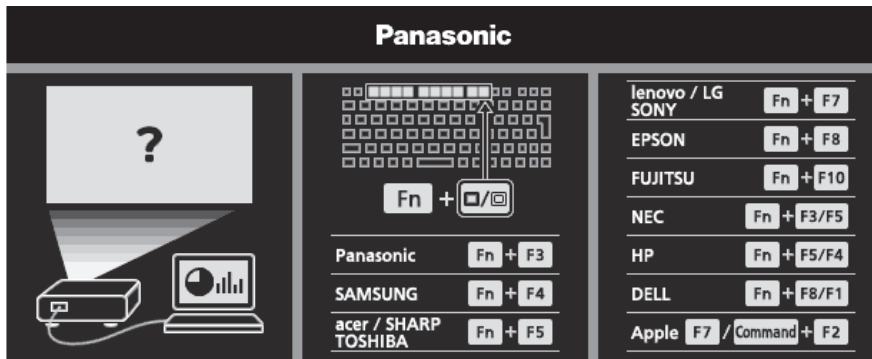 Panasonic
?
Fn + □/回
Panasonic Fn + F3
SAMSUNG Fn + F4
acer / SHARP
TOSHIBA Fn + F5
lenovo / LG
SONY Fn + F7
EPSON Fn + F8
FUJITSU Fn + F10
NEC Fn + F3/F5
HP Fn + F5/F4
DELL Fn + F8/F1
Apple F7 / Command + F2